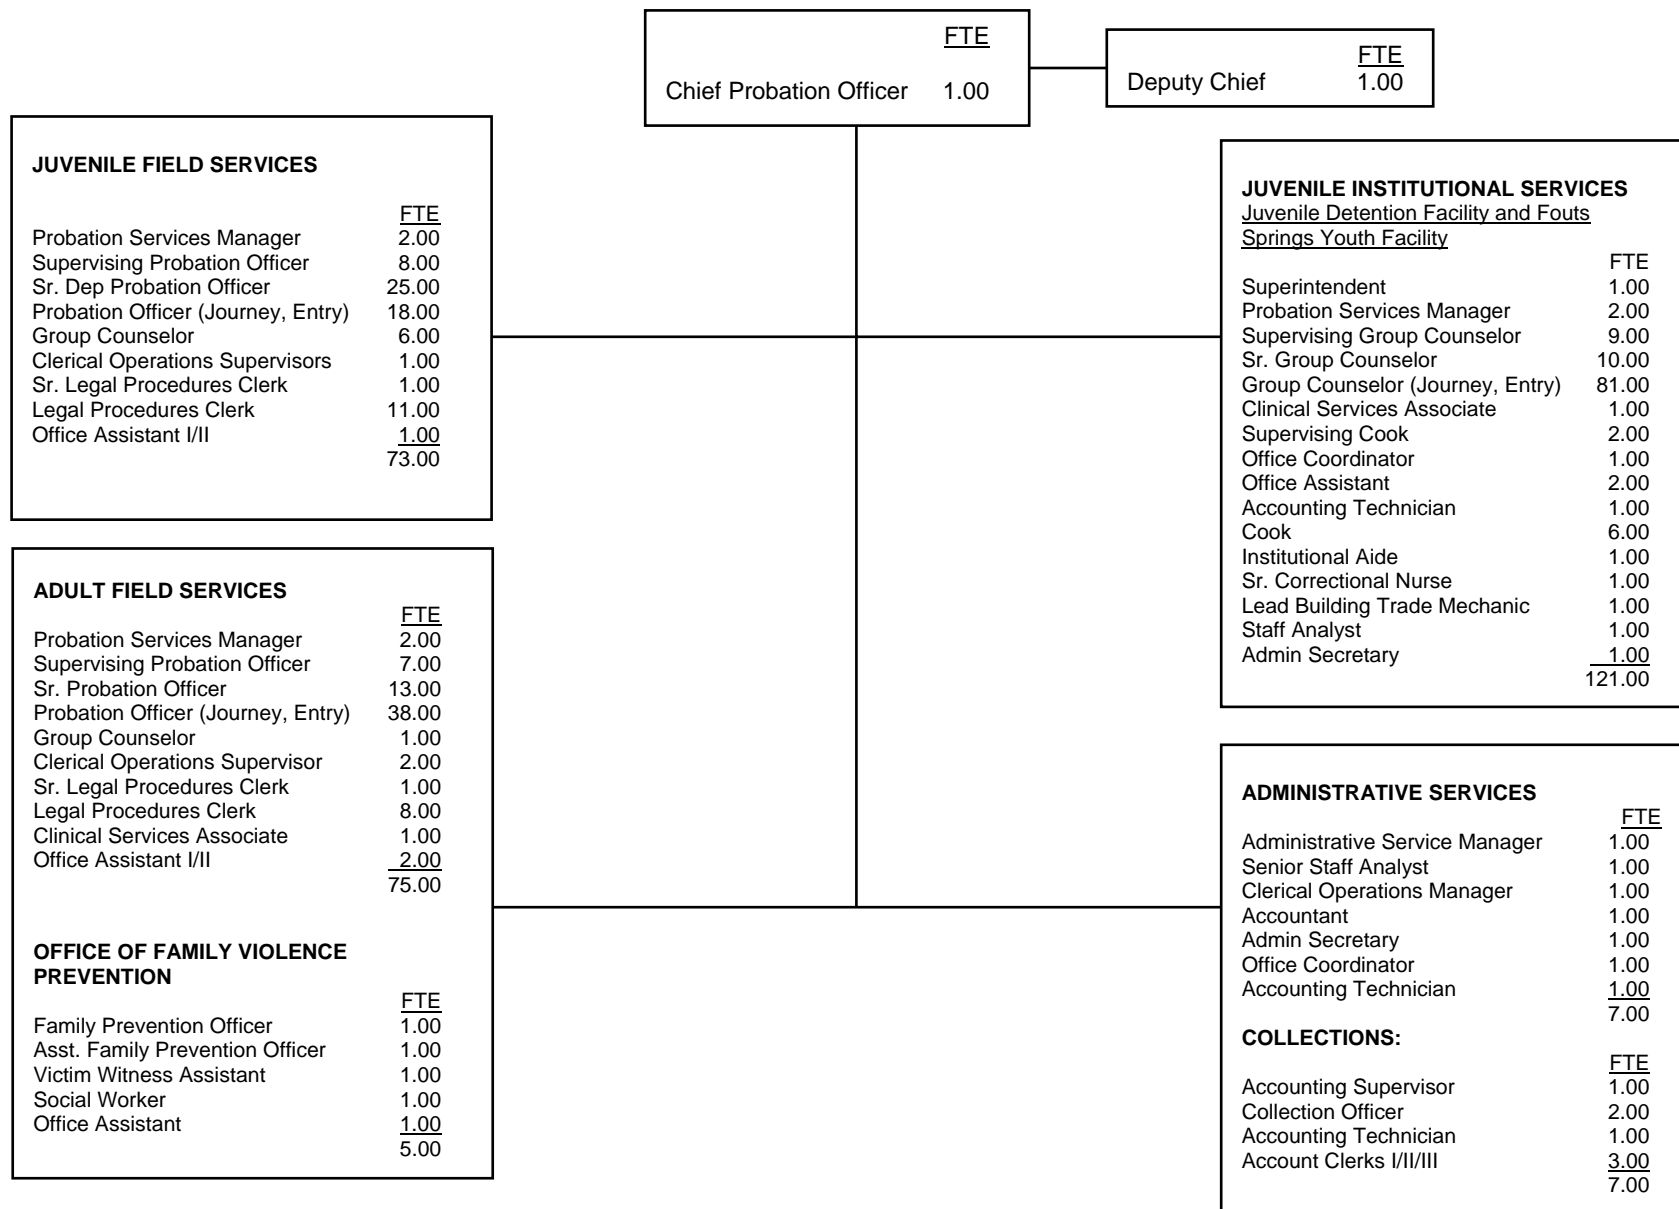 FTE
Chief Probation Officer 1.00
FTE
Deputy Chief 1.00
JUVENILE FIELD SERVICES
FTE
Probation Services Manager 2.00
Supervising Probation Officer 8.00
Sr. Dep Probation Officer 25.00
Probation Officer (Journey, Entry) 18.00
Group Counselor 6.00
Clerical Operations Supervisors 1.00
Sr. Legal Procedures Clerk 1.00
Legal Procedures Clerk 11.00
Office Assistant I/II 1.00
73.00
JUVENILE INSTITUTIONAL SERVICES
Juvenile Detention Facility and Fouts
Springs Youth Facility
FTE
Superintendent 1.00
Probation Services Manager 2.00
Supervising Group Counselor 9.00
Sr. Group Counselor 10.00
Group Counselor (Journey, Entry) 81.00
Clinical Services Associate 1.00
Supervising Cook 2.00
Office Coordinator 1.00
Office Assistant 2.00
Accounting Technician 1.00
Cook 6.00
Institutional Aide 1.00
Sr. Correctional Nurse 1.00
Lead Building Trade Mechanic 1.00
Staff Analyst 1.00
Admin Secretary 1.00
121.00
ADULT FIELD SERVICES
FTE
Probation Services Manager 2.00
Supervising Probation Officer 7.00
Sr. Probation Officer 13.00
Probation Officer (Journey, Entry) 38.00
Group Counselor 1.00
Clerical Operations Supervisor 2.00
Sr. Legal Procedures Clerk 1.00
Legal Procedures Clerk 8.00
Clinical Services Associate 1.00
Office Assistant I/II 2.00
75.00
OFFICE OF FAMILY VIOLENCE
PREVENTION
FTE
Family Prevention Officer 1.00
Asst. Family Prevention Officer 1.00
Victim Witness Assistant 1.00
Social Worker 1.00
Office Assistant 1.00
5.00
ADMINISTRATIVE SERVICES
FTE
Administrative Service Manager 1.00
Senior Staff Analyst 1.00
Clerical Operations Manager 1.00
Accountant 1.00
Admin Secretary 1.00
Office Coordinator 1.00
Accounting Technician 1.00
7.00
COLLECTIONS:
FTE
Accounting Supervisor 1.00
Collection Officer 2.00
Accounting Technician 1.00
Account Clerks I/II/III 3.00
7.00